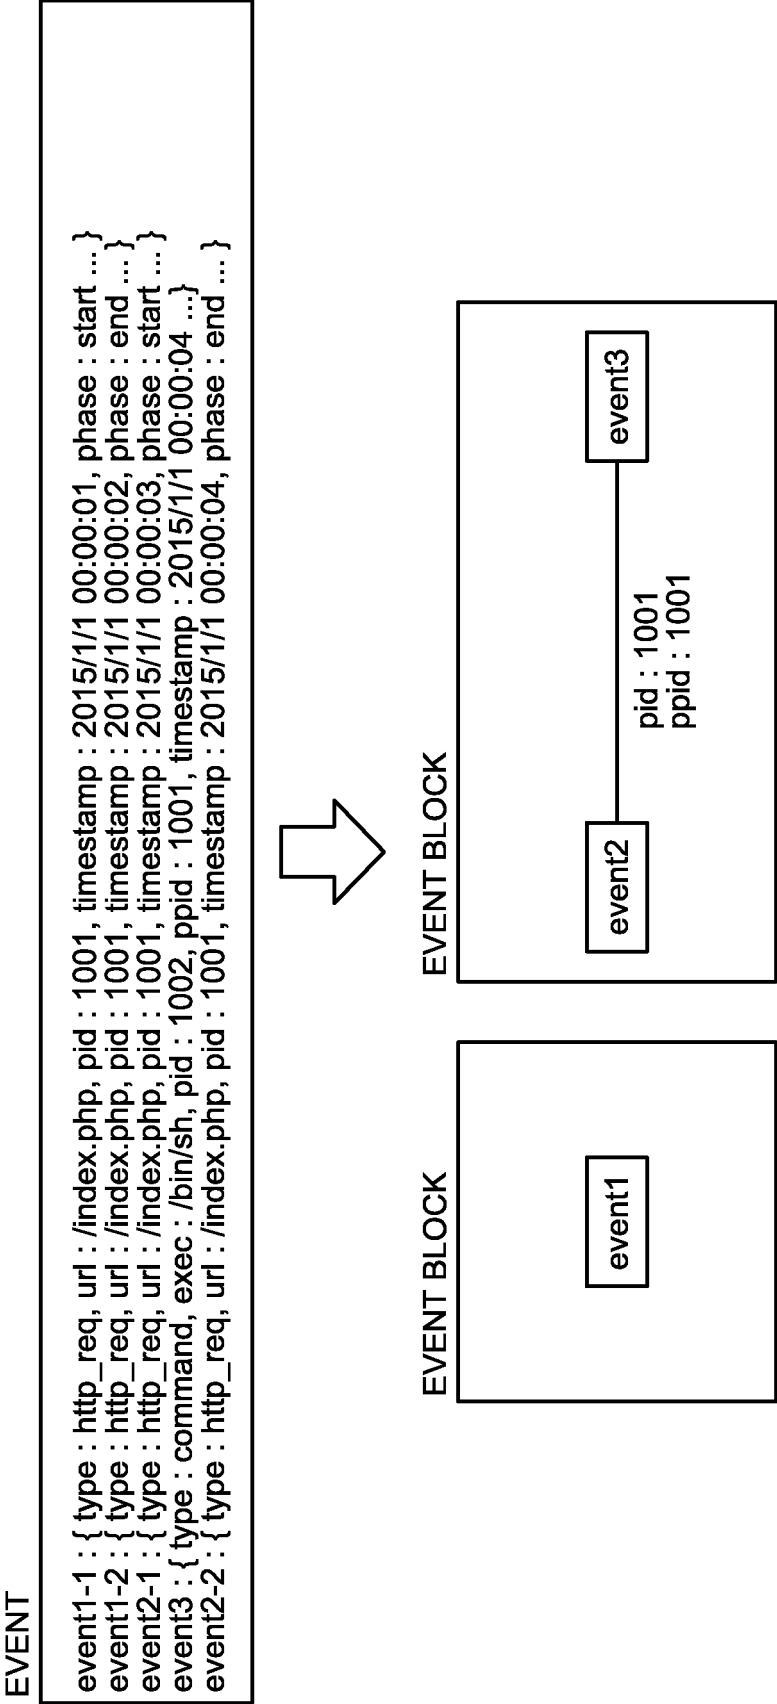 EVENT
event1-1 : { type : http_req, url : /index.php, pid : 1001, timestamp : 2015/1/1 00:00:01, phase : start ... }
event1-2 : { type : http_req, url : /index.php, pid : 1001, timestamp : 2015/1/1 00:00:02, phase : end ... }
event2-1 : { type : http_req, url : /index.php, pid : 1001, timestamp : 2015/1/1 00:00:03, phase : start ... }
event3 : { type : command, exec : /bin/sh, pid : 1002, ppid : 1001, timestamp : 2015/1/1 00:00:04 ...}
event2-2 : { type : http_req, url : /index.php, pid : 1001, timestamp : 2015/1/1 00:00:04, phase : end ... }
EVENT BLOCK
event1
EVENT BLOCK
event2
event3
pid : 1001
ppid : 1001